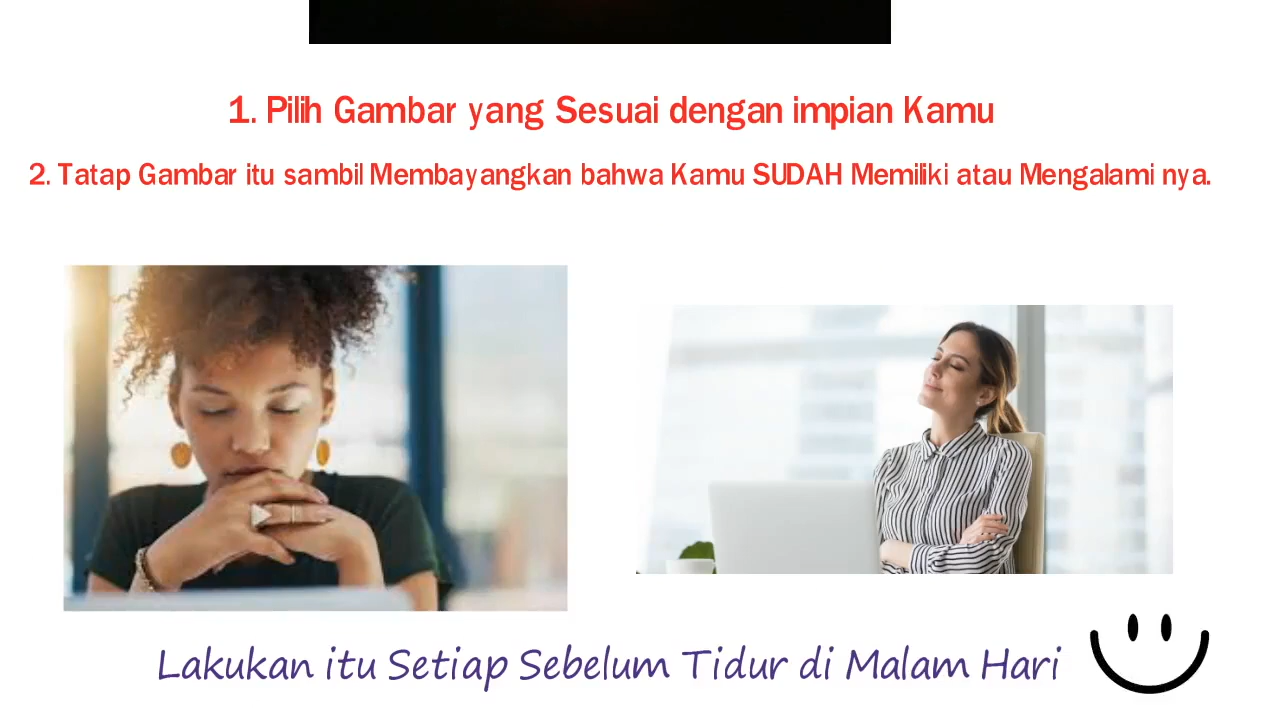 1. Pilih Gambar yang Sesuai dengan impian Kamu
2. Tatap Gambar itu sambil Membayangkan bahwa Kamu SUDAH Memiliki atau Mengalami nya.
Lakukan itu Setiap Sebelum Tidur di Malam Hari